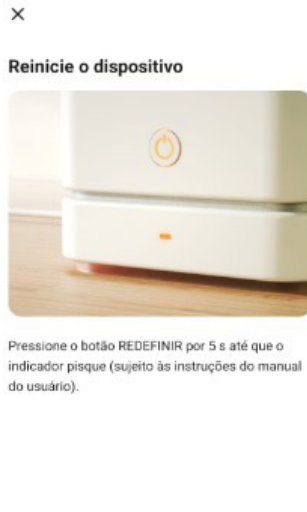 Reinicie o dispositivo
Pressione o botão REDEFINIR por 5 s até que o
indicador pisque (sujeito às instruções do manual
do usuário).